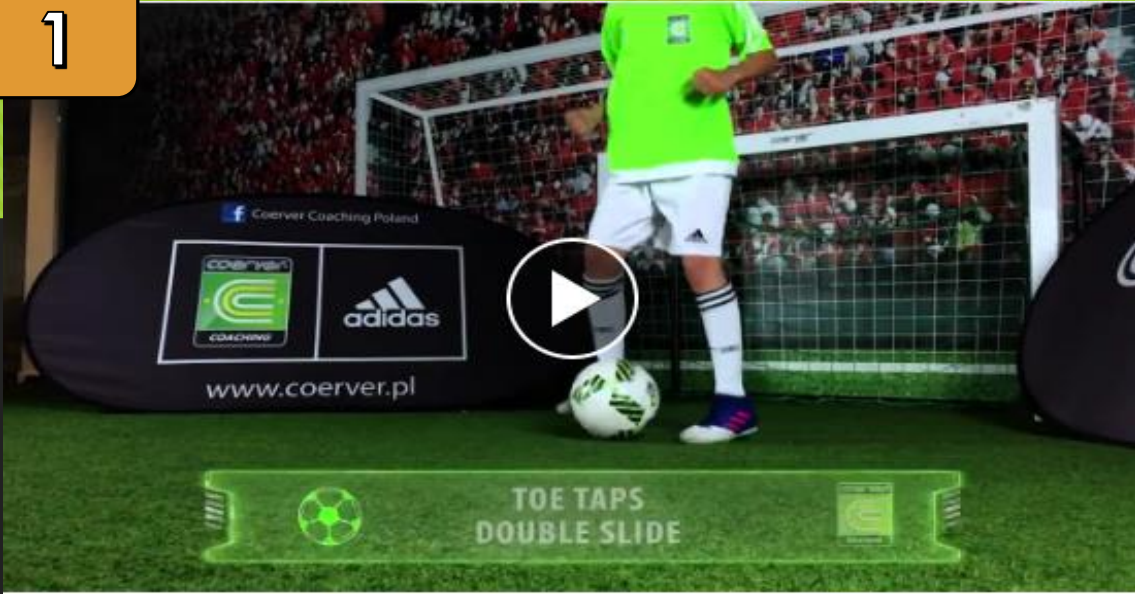 1
Coerver Coaching Poland
COERVER
COACHING
adidas
www.coerver.pl
TOE TAPS
DOUBLE SLIDE